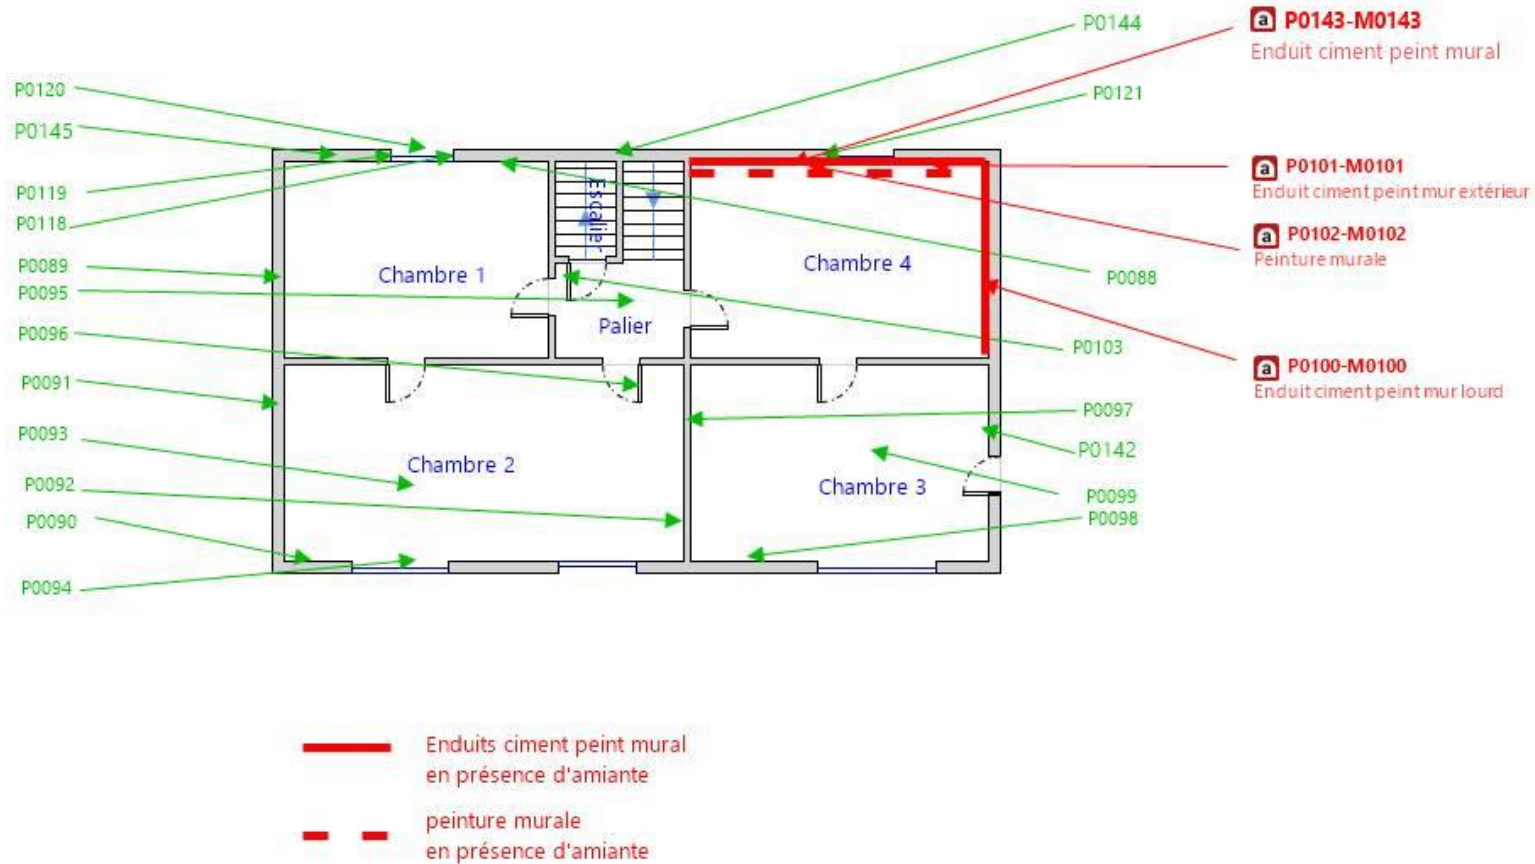 P0144
a P0143-M0143
Enduit ciment peint mural
P0120
P0121
P0145
a P0101-M0101
Enduit ciment peint mur extérieur
P0119
P0118
Escalier
a P0102-M0102
Peinture murale
P0089
Chambre 1
Chambre 4
P0088
P0095
Palier
P0096
P0103
a P0100-M0100
Enduit ciment peint mur lourd
P0091
P0097
P0093
P0142
Chambre 2
Chambre 3
P0092
P0099
P0090
P0098
P0094
Enduits ciment peint mural
en présence d'amiante
peinture murale
en présence d'amiante